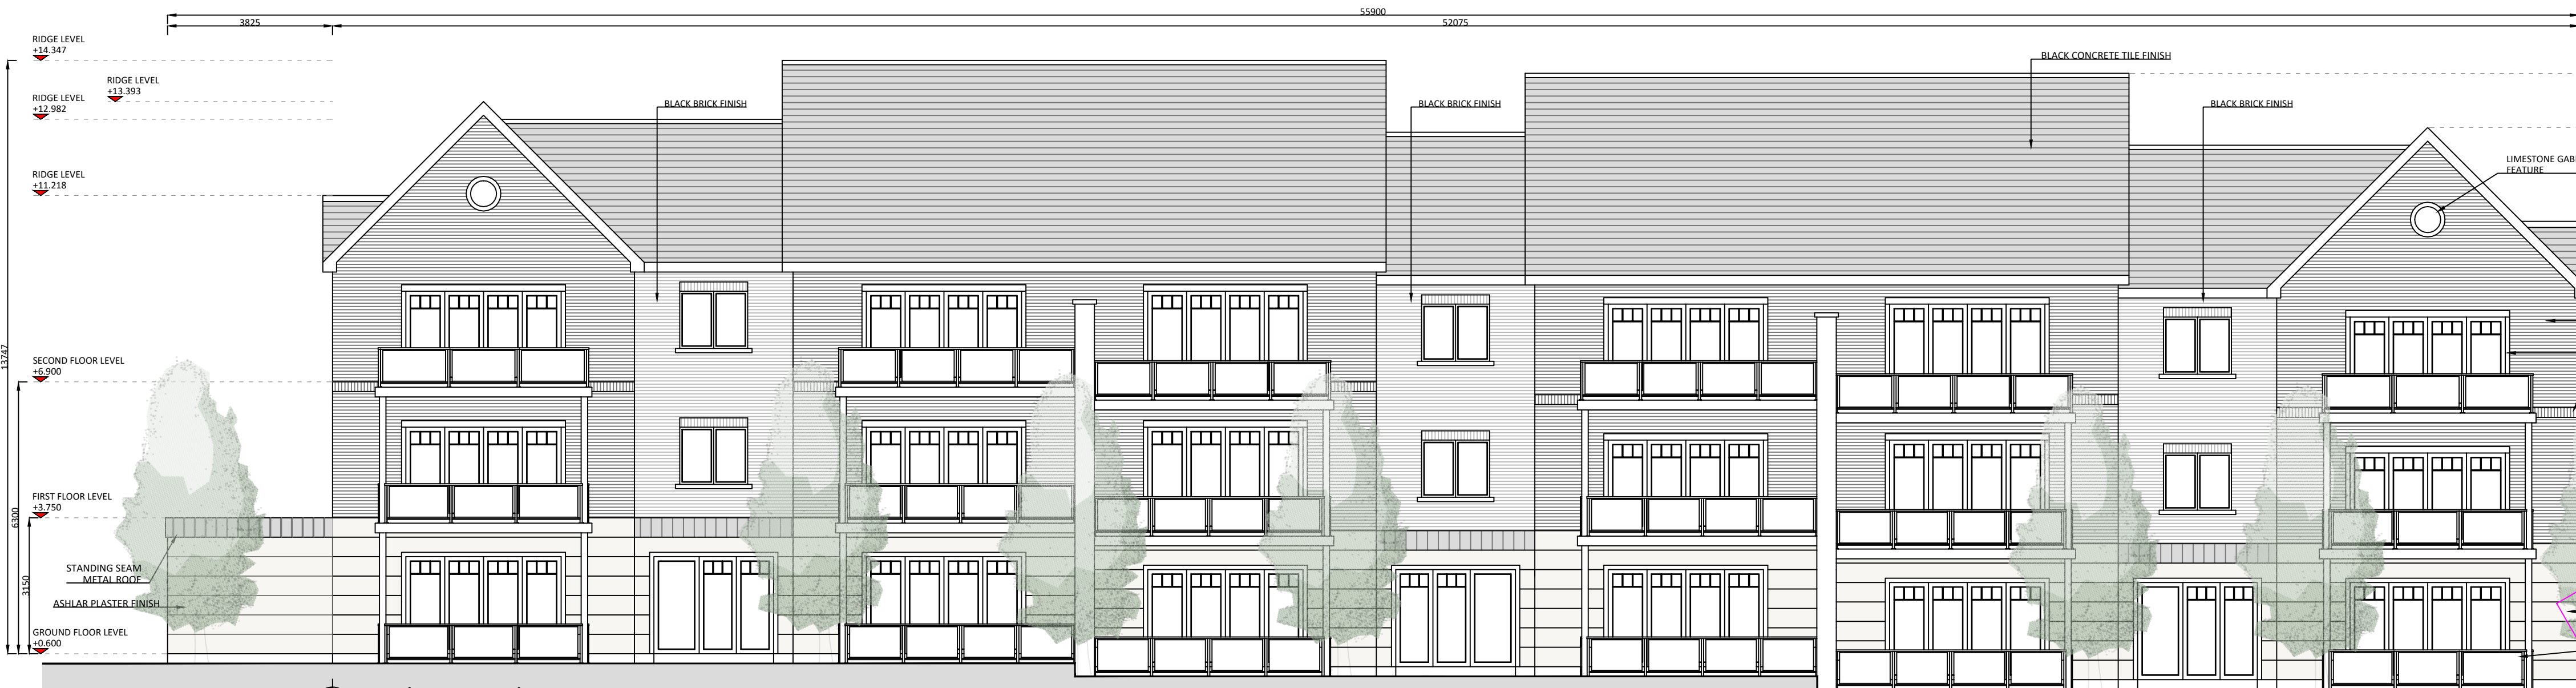 55900
3825
52075
RIDGE LEVEL
+14.347
RIDGE LEVEL
+13.393
RIDGE LEVEL
+12.982
RIDGE LEVEL
+11.218
BLACK BRICK FINISH
BLACK BRICK FINISH
BLACK CONCRETE TILE FINISH
BLACK BRICK FINISH
LIMESTONE GAB
FEATURE
13747
SECOND FLOOR LEVEL
+6.900
6300
FIRST FLOOR LEVEL
+3.750
3150
STANDING SEAM
METAL ROOF
ASHLAR PLASTER FINISH
GROUND FLOOR LEVEL
+0.600